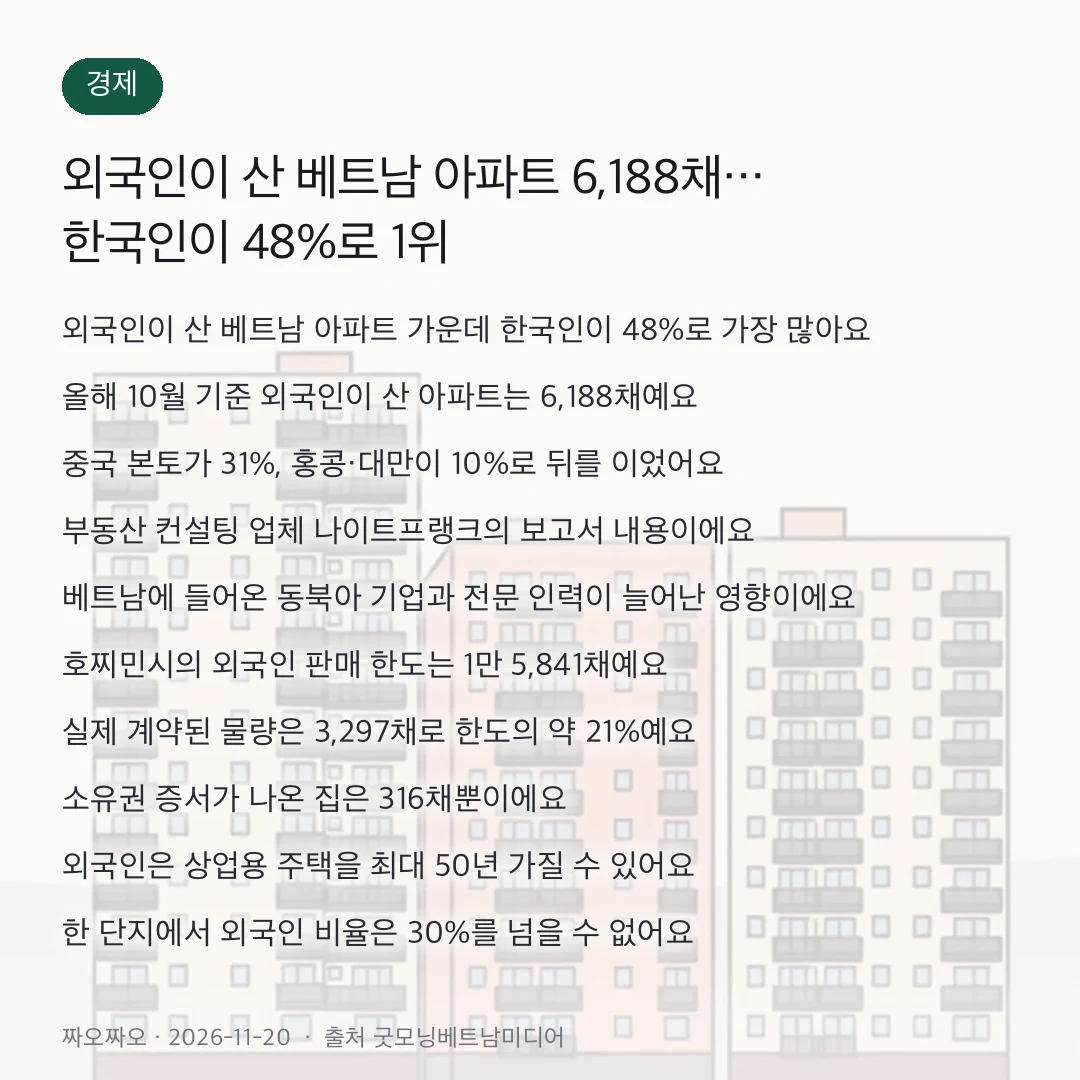 경제
외국인이 산 베트남 아파트 6,188채…
한국인이 48%로 1위
외국인이 산 베트남 아파트 가운데 한국인이 48%로 가장 많아요
올해 10월 기준 외국인이 산 아파트는 6,188채예요
중국 본토가 31%, 홍콩·대만이 10%로 뒤를 이었어요
부동산 컨설팅 업체 나이트프랭크의 보고서 내용이에요
베트남에 들어온 동북아 기업과 전문 인력이 늘어난 영향이에요
호찌민시의 외국인 판매 한도는 1만 5,841채예요
실제 계약된 물량은 3,297채로 한도의 약 21%예요
소유권 증서가 나온 집은 316채뿐이에요
외국인은 상업용 주택을 최대 50년 가질 수 있어요
한 단지에서 외국인 비율은 30%를 넘을 수 없어요
짜오짜오 · 2026-11-20 · 출처 굿모닝베트남미디어